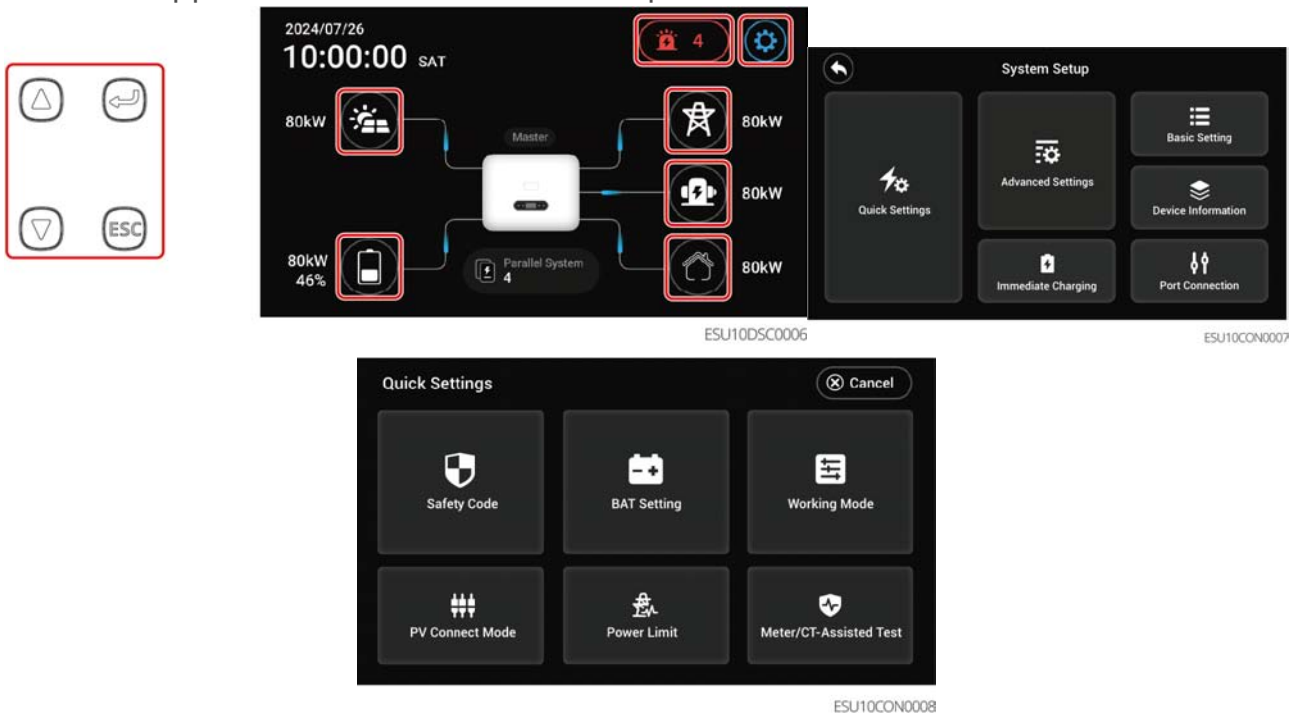 2024/07/26
10:00:00 SAT
4
80kW
80kW
Master
80kW
80kW
46%
Parallel System
4
80kW
ESC
ESU10DSC0006
System Setup
Quick Settings
Advanced Settings
Basic Setting
Device Information
Immediate Charging
Port Connection
ESU10CON0007
Quick Settings
Cancel
Safety Code
BAT Setting
Working Mode
PV Connect Mode
Power Limit
Meter/CT-Assisted Test
ESU10CON0008